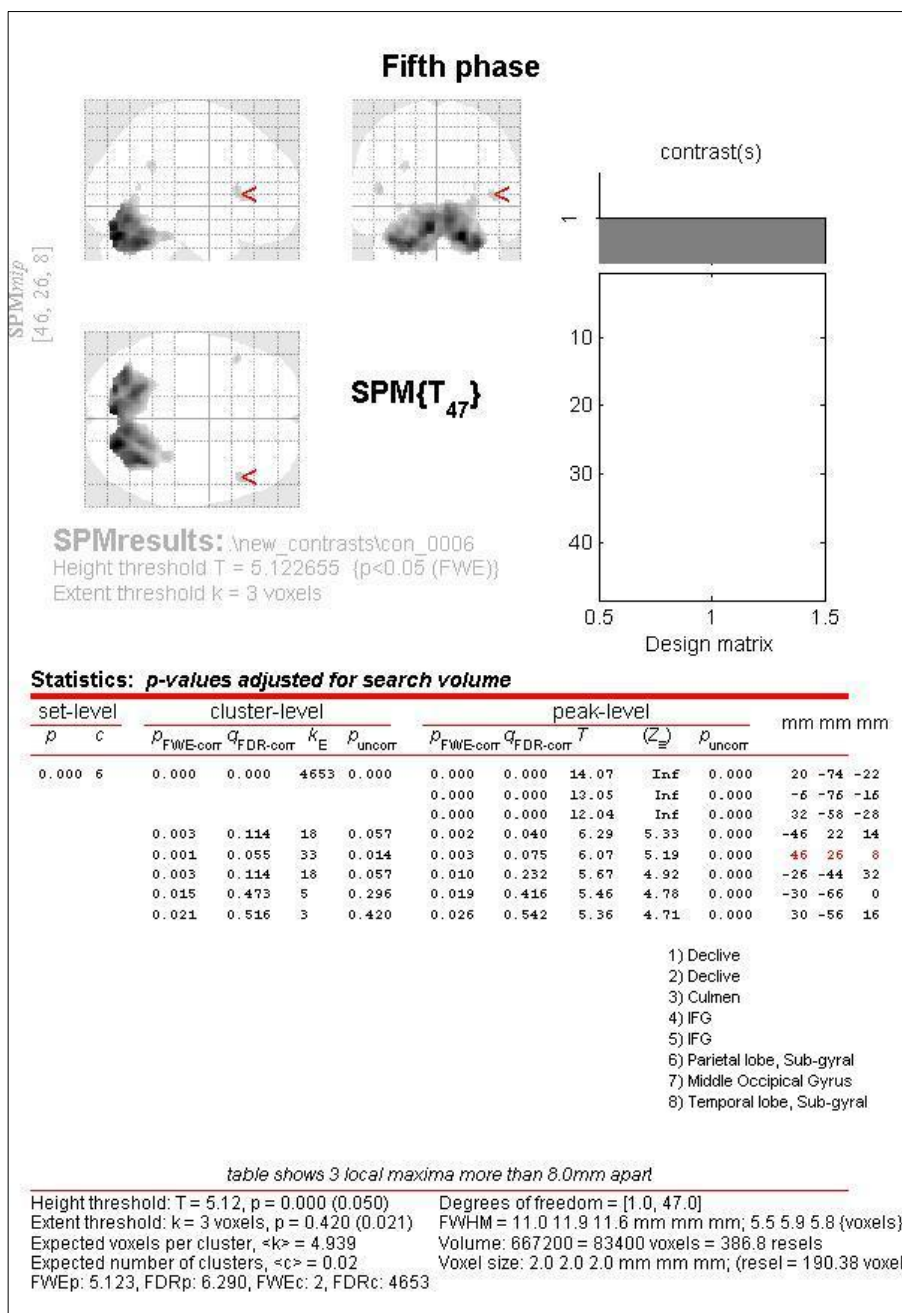 Fifth phase
contrast(s)
1
SPMmip
[46, 26, 8]
<
<
<
SPM{T47}
10
20
30
40
0.5 1 1.5
Design matrix
SPMresults: .\new_contrasts\con_0006
Height threshold T = 5.122655 {p<0.05 (FWE)}
Extent threshold k = 3 voxels
Statistics: p-values adjusted for search volume
set-level cluster-level peak-level mm mm mm
p c pFWE-corr qFDR-corr kE puncorr pFWE-corr qFDR-corr T (Z≡) puncorr
0.000 6 0.000 0.000 4653 0.000 0.000 0.000 14.07 Inf 0.000 20 -74 -22
0.000 0.000 13.05 Inf 0.000 -6 -76 -16
0.000 0.000 12.04 Inf 0.000 32 -58 -28
0.003 0.114 18 0.057 0.002 0.040 6.29 5.33 0.000 -46 22 14
0.001 0.055 33 0.014 0.003 0.075 6.07 5.19 0.000 46 26 8
0.003 0.114 18 0.057 0.010 0.232 5.67 4.92 0.000 -26 -44 32
0.015 0.473 5 0.296 0.019 0.416 5.46 4.78 0.000 -30 -66 0
0.021 0.516 3 0.420 0.026 0.542 5.36 4.71 0.000 30 -56 16
1) Declive
2) Declive
3) Culmen
4) IFG
5) IFG
6) Parietal lobe, Sub-gyral
7) Middle Occipical Gyrus
8) Temporal lobe, Sub-gyral
table shows 3 local maxima more than 8.0mm apart
Height threshold: T = 5.12, p = 0.000 (0.050) Degrees of freedom = [1.0, 47.0]
Extent threshold: k = 3 voxels, p = 0.420 (0.021) FWHM = 11.0 11.9 11.6 mm mm mm; 5.5 5.9 5.8 {voxels}
Expected voxels per cluster, <k> = 4.939 Volume: 667200 = 83400 voxels = 386.8 resels
Expected number of clusters, <c> = 0.02 Voxel size: 2.0 2.0 2.0 mm mm mm; (resel = 190.38 voxel
FWEp: 5.123, FDRp: 6.290, FWEc: 2, FDRc: 4653